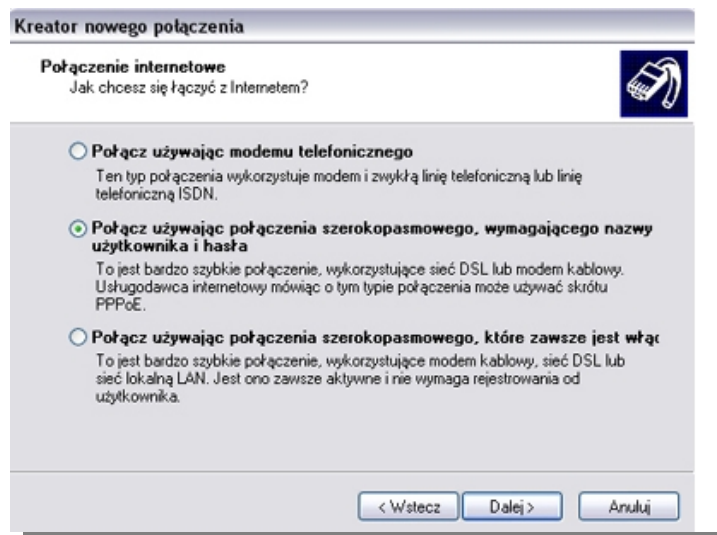 Kreator nowego połączenia
Połączenie internetowe
Jak chcesz się łączyć z Internetem?
Połącz używając modemu telefonicznego
Ten typ połączenia wykorzystuje modem i zwykłą linię telefoniczną lub linię
telefoniczną ISDN.
Połącz używając połączenia szerokopasmowego, wymagającego nazwy
użytkownika i hasła
To jest bardzo szybkie połączenie, wykorzystujące sieć DSL lub modem kablowy.
Usługodawca internetowy mówiąc o tym typie połączenia może używać skrótu
PPPoE.
Połącz używając połączenia szerokopasmowego, które zawsze jest włąc
To jest bardzo szybkie połączenie, wykorzystujące modem kablowy, sieć DSL lub
sieć lokalną LAN. Jest ono zawsze aktywne i nie wymaga rejestrowania od
użytkownika.
< Wstecz Dalej > Anuluj